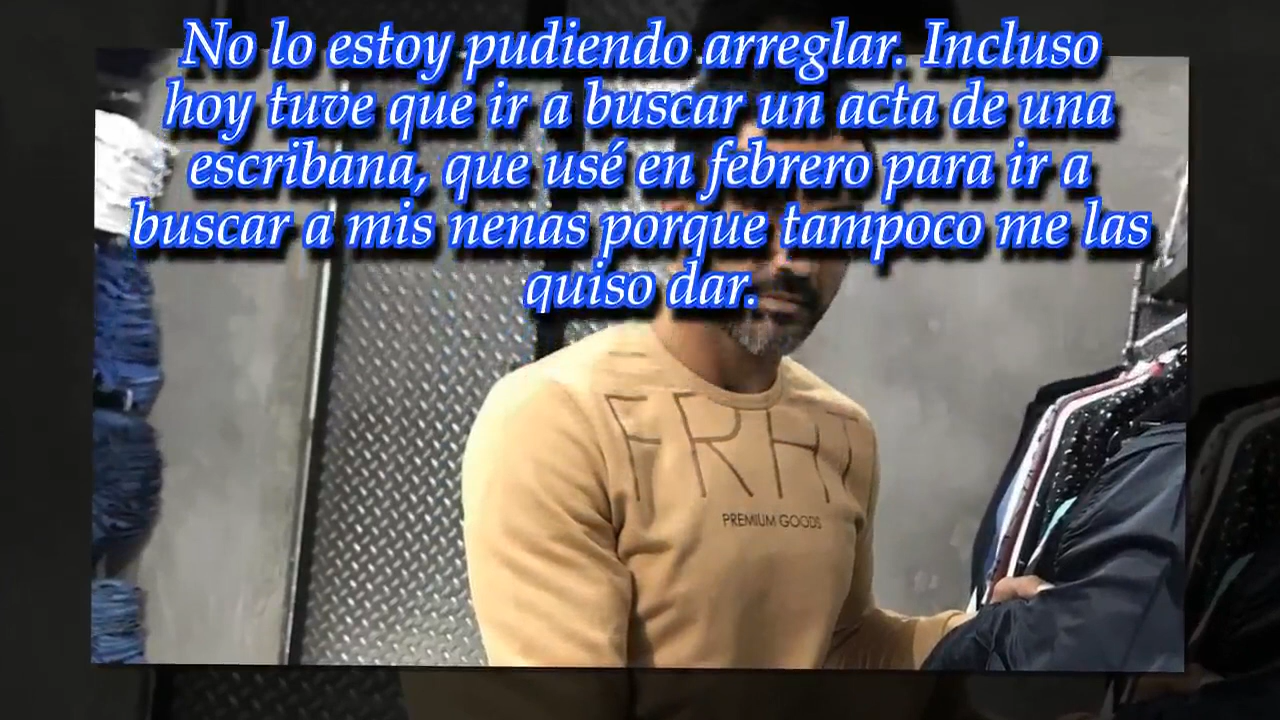 No lo estoy pudiendo arreglar. Incluso
hoy tuve que ir a buscar un acta de una
escribana, que usé en febrero para ir a
buscar a mis nenas porque tampoco me las
quiso dar.
FRHT
PREMIUM GOODS